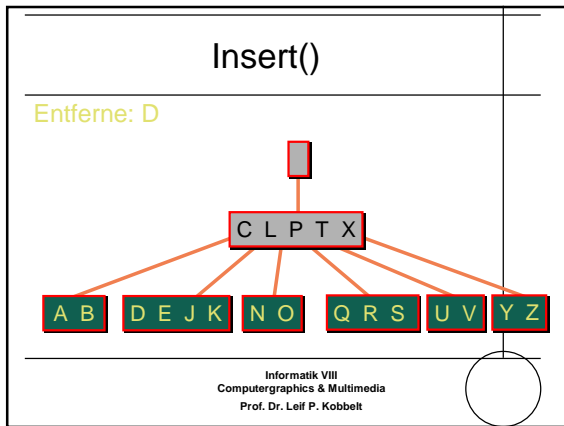 Insert()
Entferne: D
C L P T X
A B D E J K N O Q R S U V Y Z
Informatik VIII
Computergraphics & Multimedia
Prof. Dr. Leif P. Kobbelt